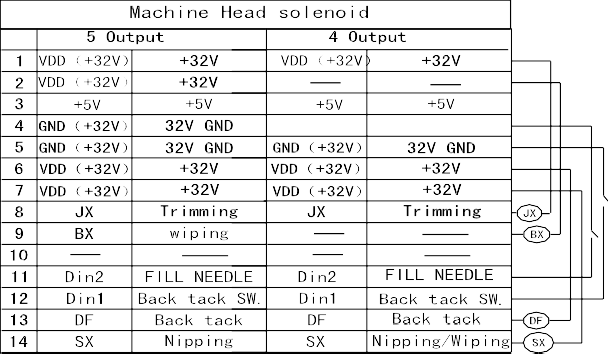 Machine Head solenoid
5 Output 4 Output
1 VDD (+32V) +32V VDD (+32V) +32V
2 VDD (+32V) +32V —— ——
3 +5V +5V +5V +5V
4 GND (+32V) 32V GND
5 GND (+32V) 32V GND GND (+32V) 32V GND
6 VDD (+32V) +32V VDD (+32V) +32V
7 VDD (+32V) +32V VDD (+32V) +32V
8 JX Trimming JX Trimming JX
9 BX wiping —— —— BX
10 —— —— —— ——
11 Din2 FILL NEEDLE Din2 FILL NEEDLE
12 Din1 Back tack SW. Din1 Back tack SW.
13 DF Back tack DF Back tack DF
14 SX Nipping SX Nipping/Wiping SX